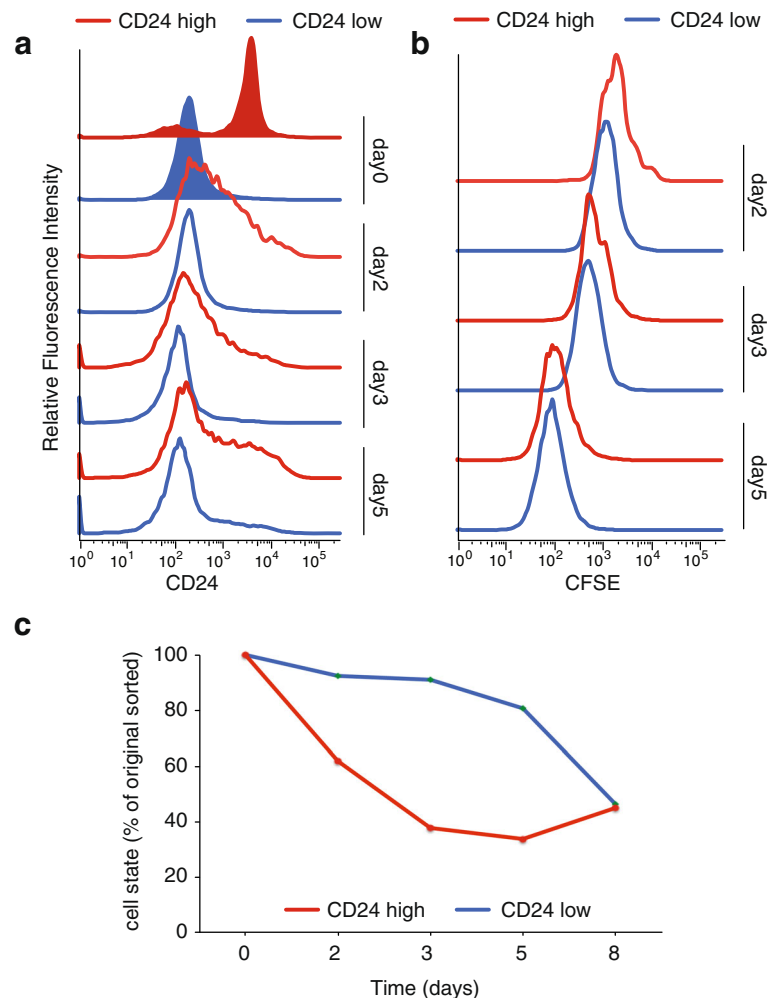 a
CD24 high CD24 low
Relative Fluorescence Intensity
day0
day2
day3
day5
10^0 10^1 10^2 10^3 10^4 10^5
CD24
b
CD24 high CD24 low
day2
day3
day5
10^0 10^1 10^2 10^3 10^4 10^5
CFSE
c
cell state (% of original sorted)
100
80
60
40
20
0
CD24 high CD24 low
0 2 3 5 8
Time (days)